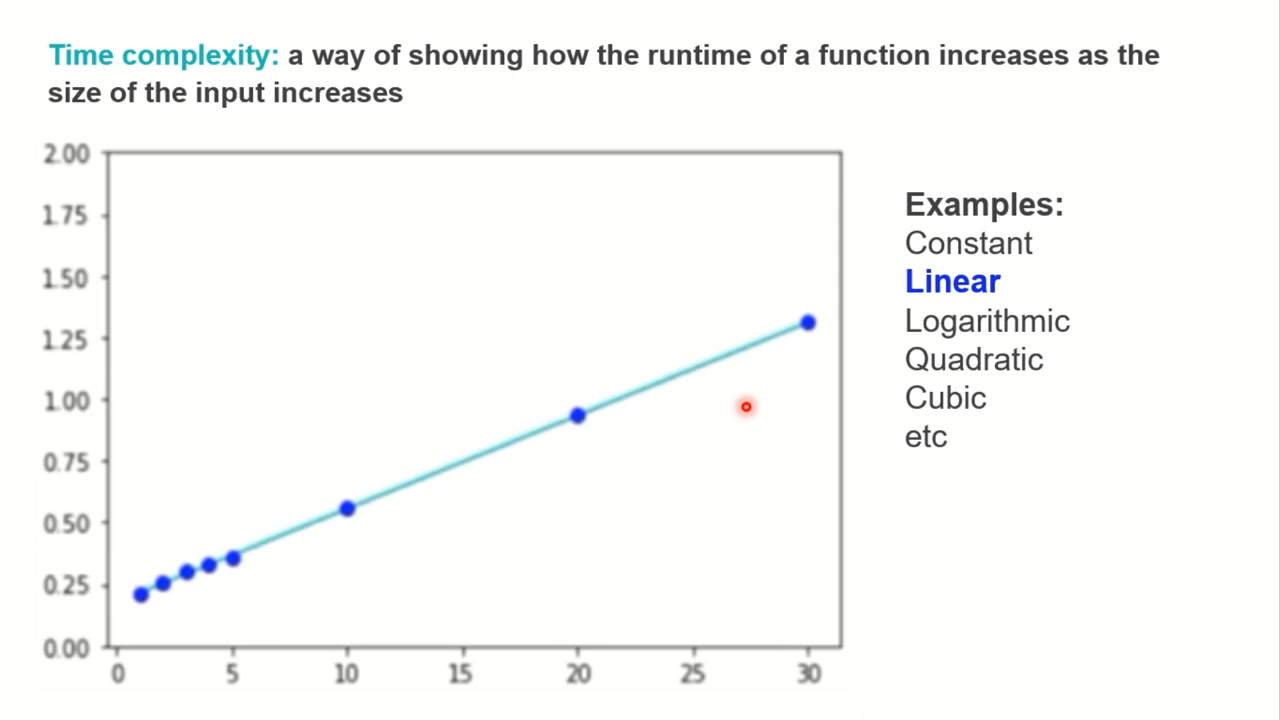 Time complexity: a way of showing how the runtime of a function increases as the
size of the input increases
2.00
1.75
1.50
1.25
1.00
0.75
0.50
0.25
0.00
0 5 10 15 20 25 30
Examples:
Constant
Linear
Logarithmic
Quadratic
Cubic
etc